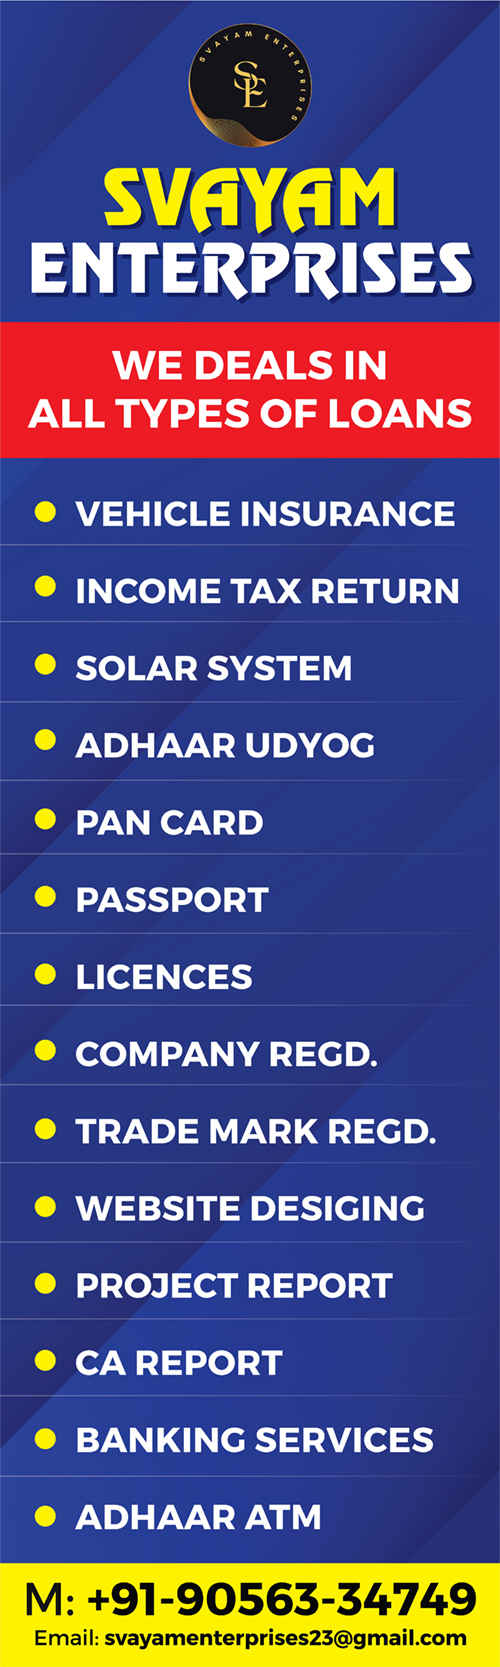 SVAYAM ENTERPRISES
SE
SVAYAM
ENTERPRISES
WE DEALS IN
ALL TYPES OF LOANS
VEHICLE INSURANCE
INCOME TAX RETURN
SOLAR SYSTEM
ADHAAR UDYOG
PAN CARD
PASSPORT
LICENCES
COMPANY REGD.
TRADE MARK REGD.
WEBSITE DESIGING
PROJECT REPORT
CA REPORT
BANKING SERVICES
ADHAAR ATM
M: +91-90563-34749
Email: svayamenterprises23@gmail.com